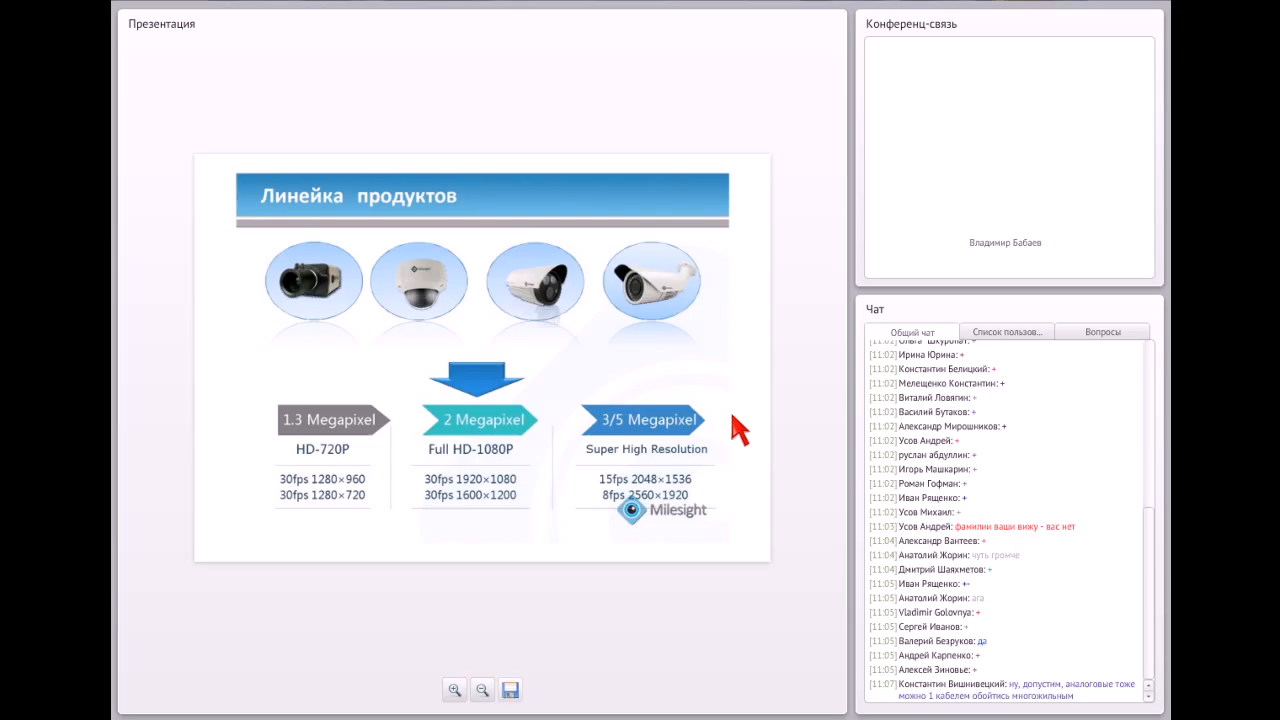 Презентация
Линейка продуктов
1.3 Megapixel
2 Megapixel
3/5 Megapixel
HD-720P
Full HD-1080P
Super High Resolution
30fps 1280×960
30fps 1920×1080
15fps 2048×1536
30fps 1280×720
30fps 1600×1200
8fps 2560×1920
Milesight
Конференц-связь
Владимир Бабаев
Чат
Общий чат
Список пользов...
Вопросы
[11:02] Ирина Юрина: +
[11:02] Константин Белицкий: +
[11:02] Мелещенко Константин: +
[11:02] Виталий Ловягин: +
[11:02] Василий Бутаков: +
[11:02] Александр Мирошников: +
[11:02] Усов Андрей: +
[11:02] руслан абдуллин: +
[11:02] Игорь Машкарин: +
[11:02] Роман Гофман: +
[11:02] Иван Рященко: +
[11:02] Усов Михаил: +
[11:03] Усов Андрей: фамилии ваши вижу - вас нет
[11:04] Александр Вантеев: +
[11:04] Анатолий Жорин: чуть громче
[11:04] Дмитрий Шаяхметов: +
[11:05] Иван Рященко: +-
[11:05] Анатолий Жорин: ага
[11:05] Vladimir Golovnya: +
[11:05] Сергей Иванов: +
[11:05] Валерий Безруков: да
[11:05] Андрей Карпенко: +
[11:05] Алексей Зиновье: +
[11:07] Константин Вишнивецкий: ну, допустим, аналоговые тоже
можно 1 кабелем обойтись многожильным